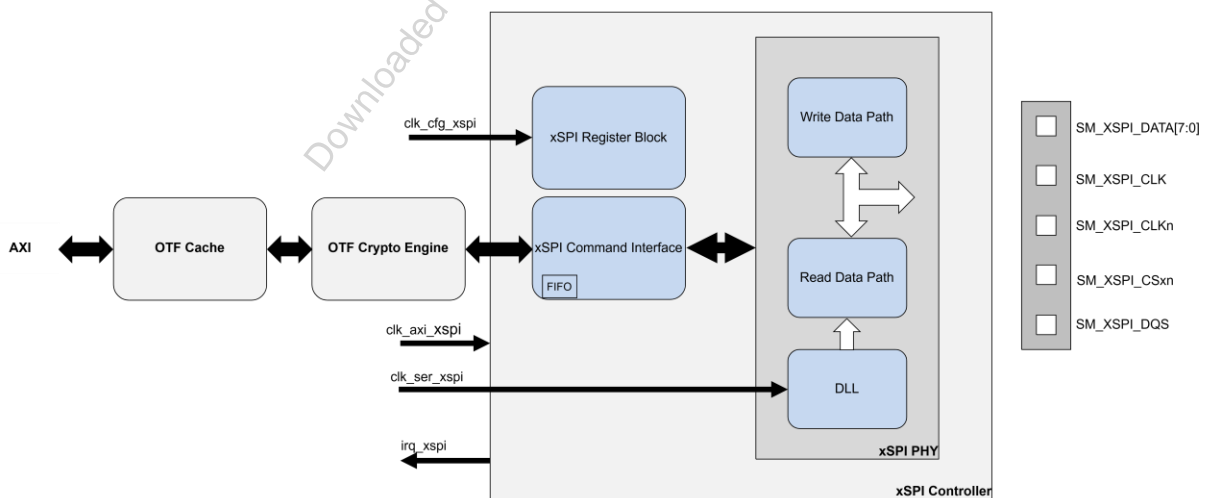 Downloaded
clk_cfg_xspi
xSPI Register Block
Write Data Path
SM_XSPI_DATA[7:0]
SM_XSPI_CLK
SM_XSPI_CLKn
AXI
OTF Cache
OTF Crypto Engine
xSPI Command Interface
FIFO
Read Data Path
SM_XSPI_CSxn
SM_XSPI_DQS
clk_axi_xspi
clk_ser_xspi
DLL
irq_xspi
xSPI PHY
xSPI Controller